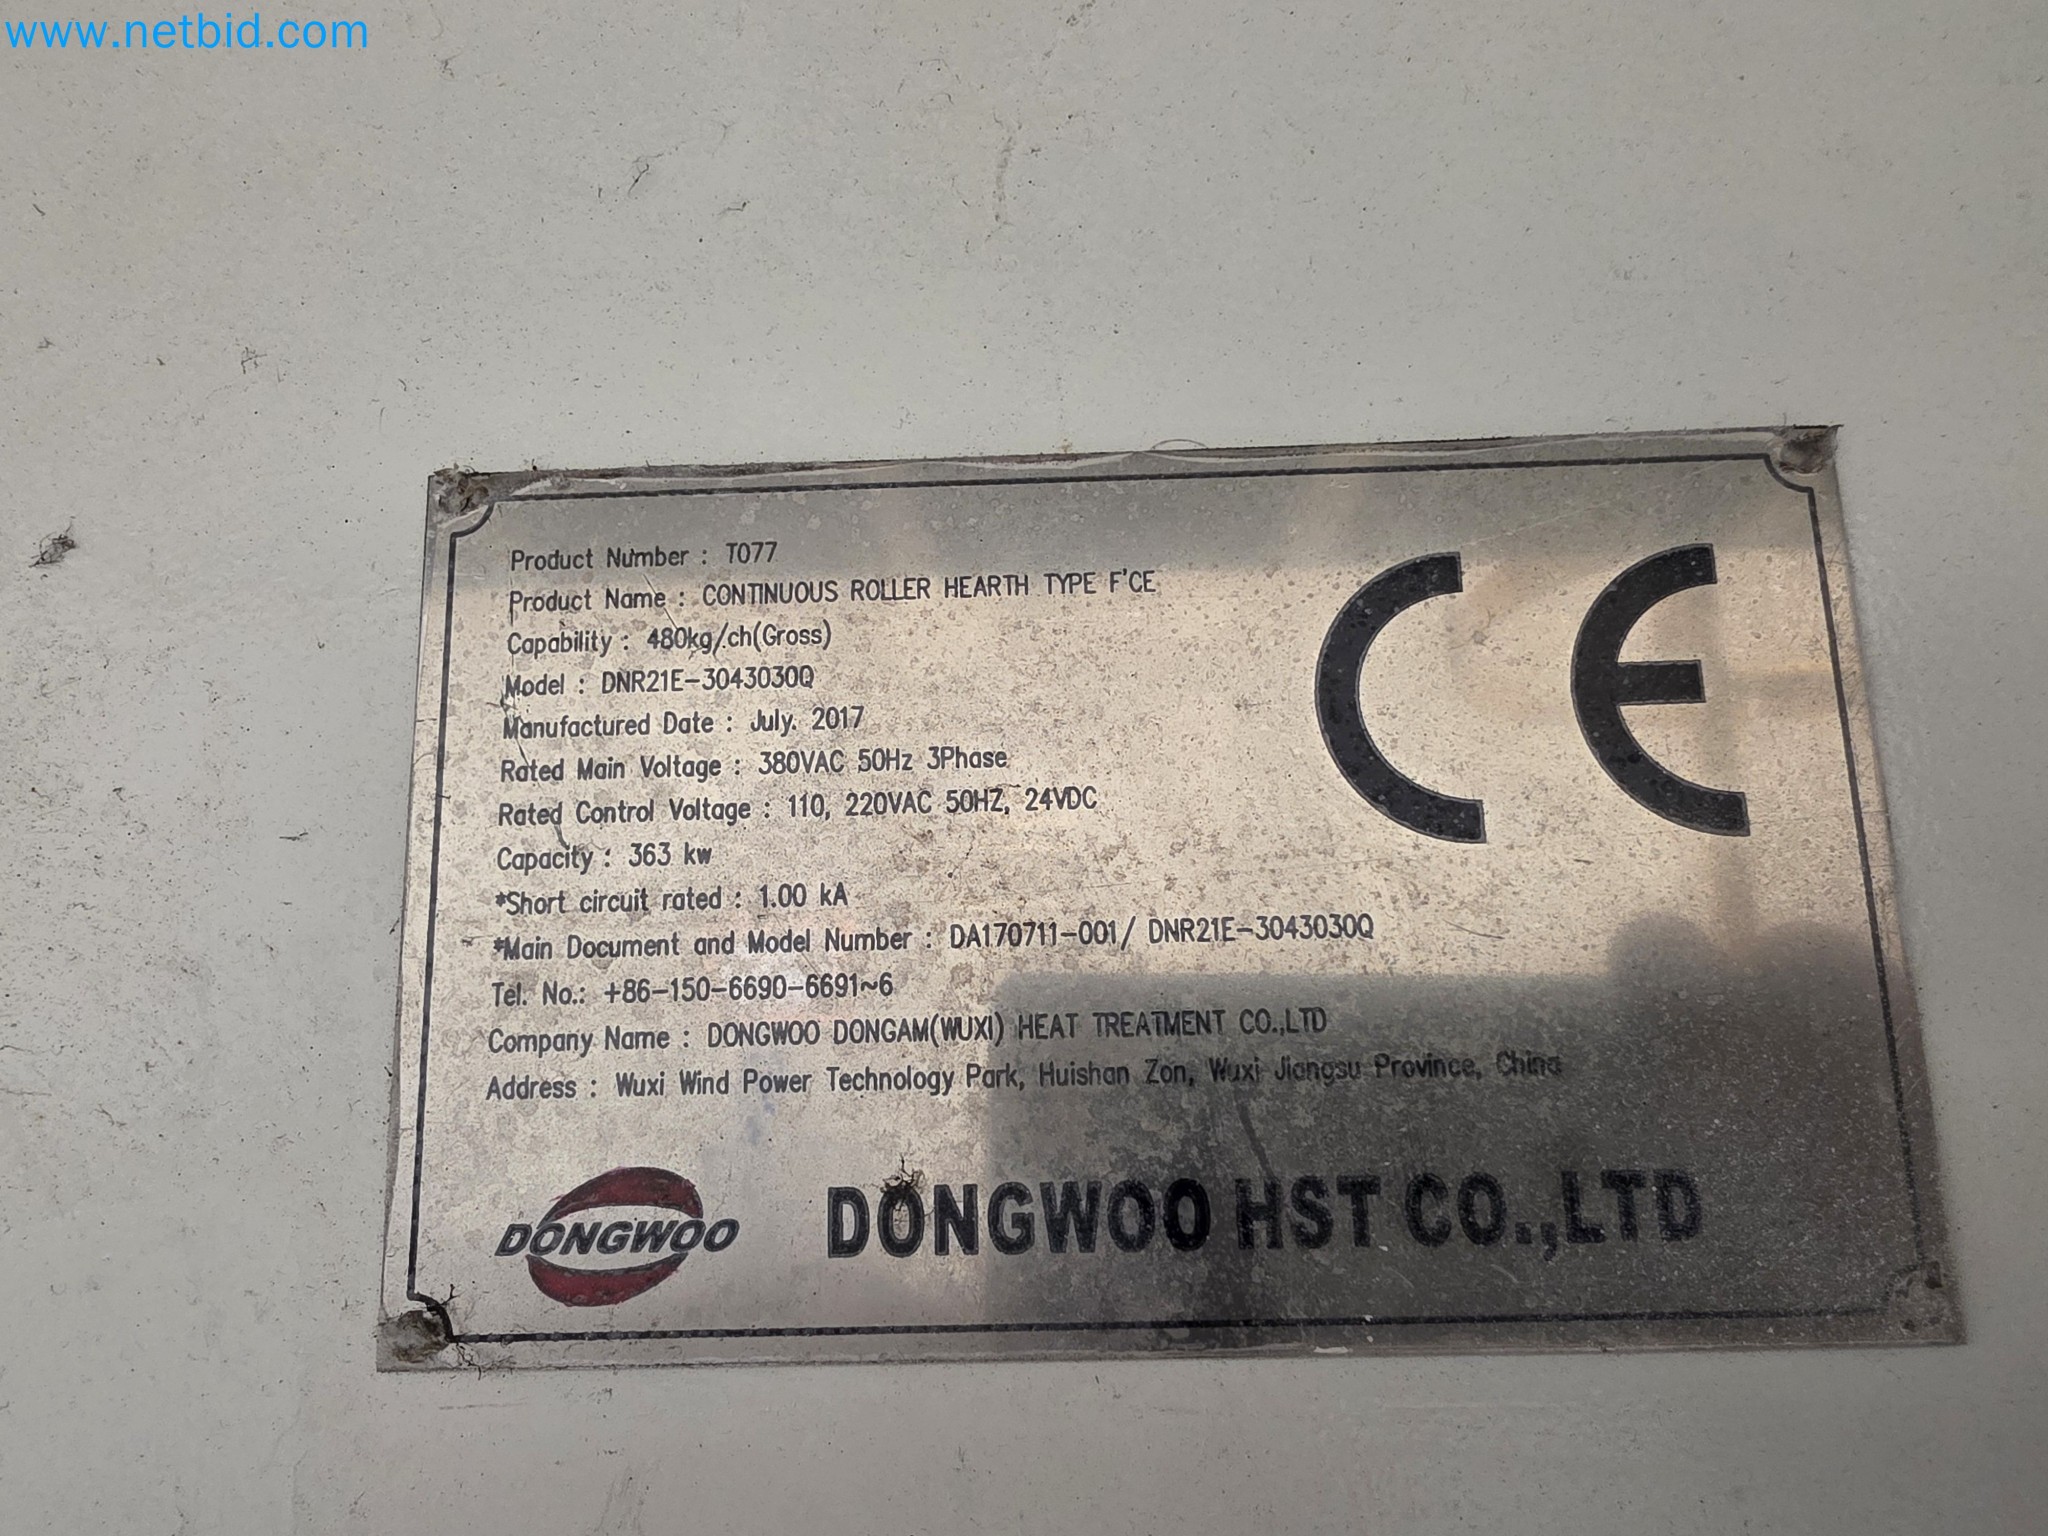 www.netbid.com
Product Number : T077
Product Name : CONTINUOUS ROLLER HEARTH TYPE F'CE
Capability : 480kg/ch(Gross)
Model : DNR21E-3043030Q
Manufactured Date : July. 2017
Rated Main Voltage : 380VAC 50Hz 3Phase
Rated Control Voltage : 110, 220VAC 50HZ, 24VDC
Capacity : 363 kw
*Short circuit rated : 1.00 kA
*Main Document and Model Number : DA170711-001/ DNR21E-3043030Q
Tel. No.: +86-150-6690-6691~6
Company Name : DONGWOO DONGAM(WUXI) HEAT TREATMENT CO.,LTD
Address : Wuxi Wind Power Technology Park, Huishan Zon, Wuxi Jiangsu Province, China
CE
DONGWOO
DONGWOO HST CO.,LTD